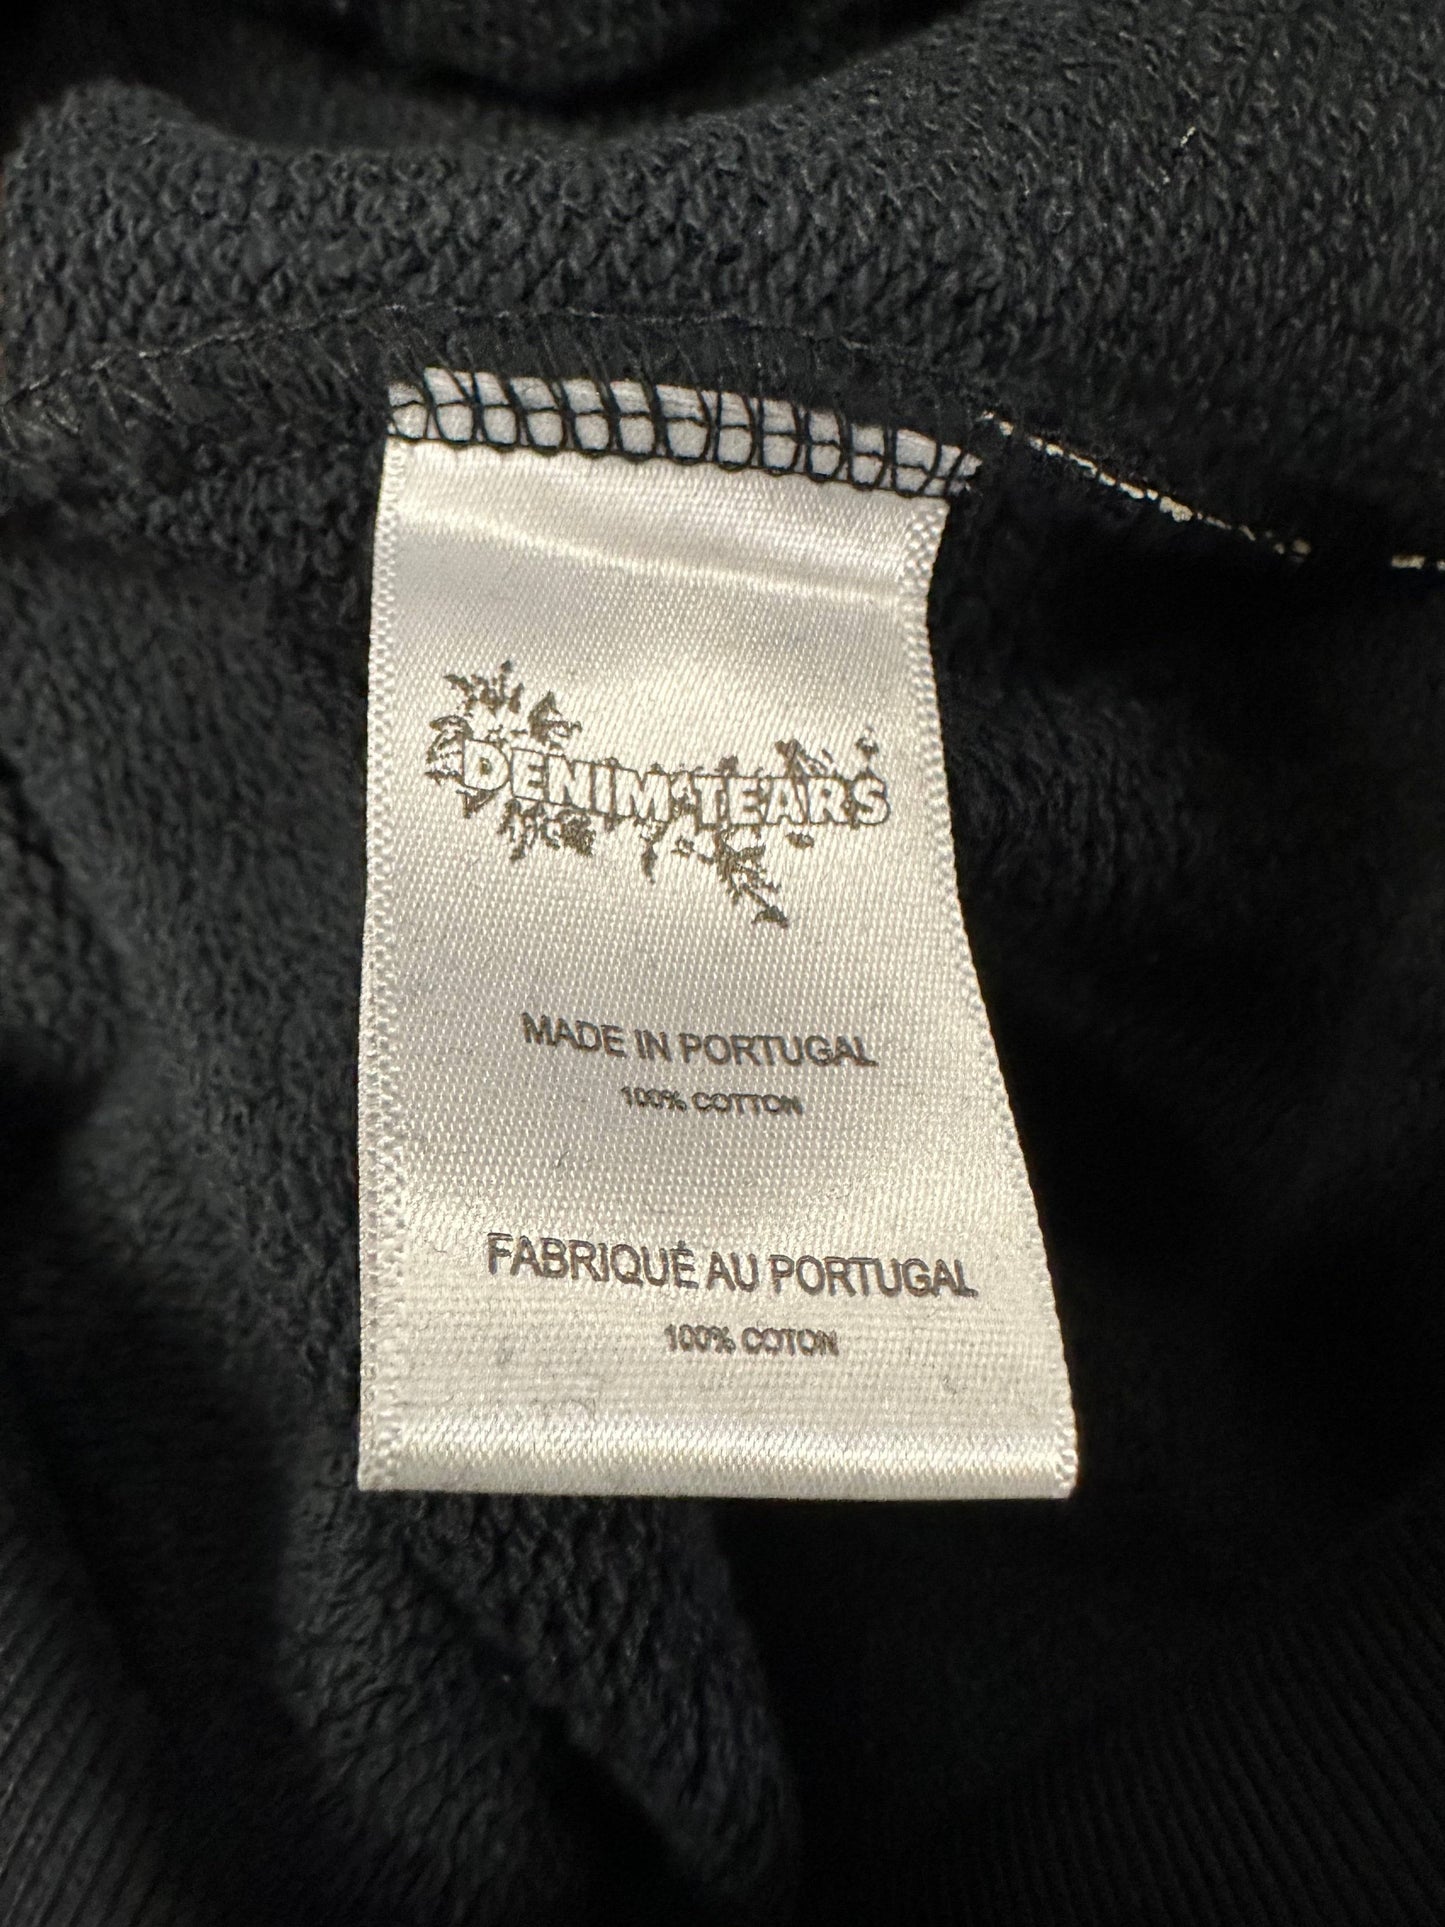 DENIM TEARS
MADE IN PORTUGAL
100% COTTON
FABRIQUÉ AU PORTUGAL
100% COTON